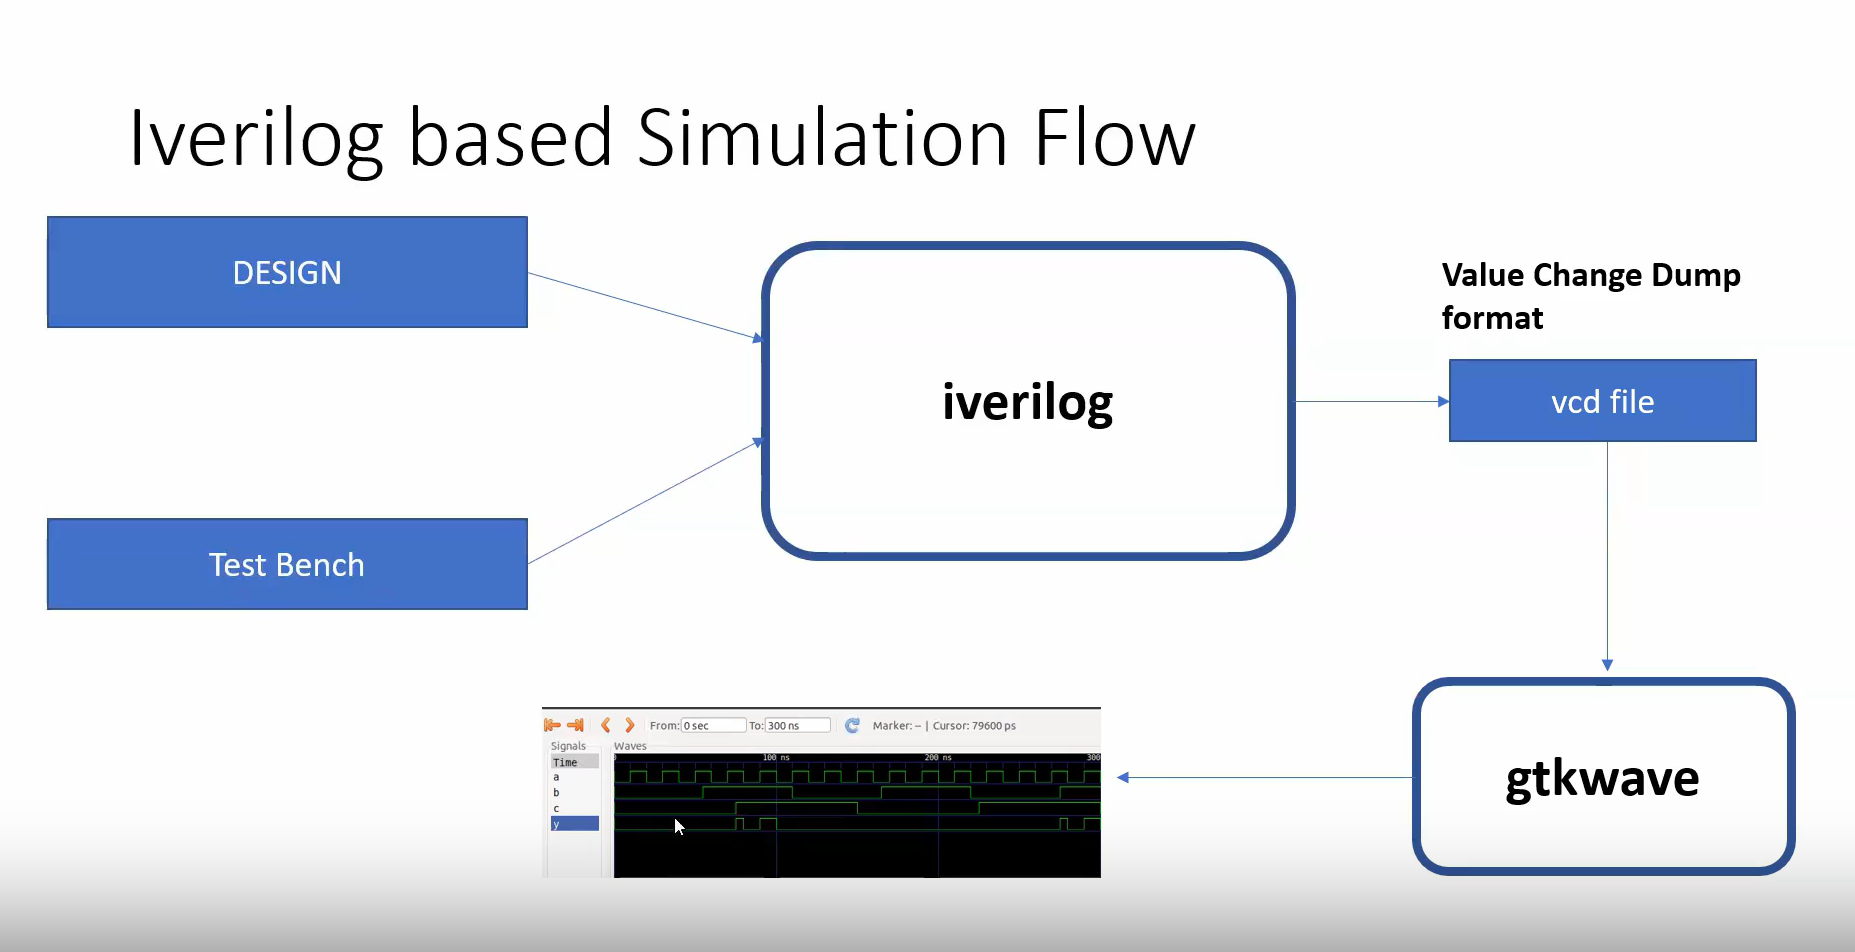 Iverilog based Simulation Flow
DESIGN
Test Bench
iverilog
Value Change Dump
format
vcd file
gtkwave
From: 0 sec To: 300 ns Marker: -- | Cursor: 79600 ps
Signals Waves
Time 0 100 ns 200 ns 300
a
b
c
y